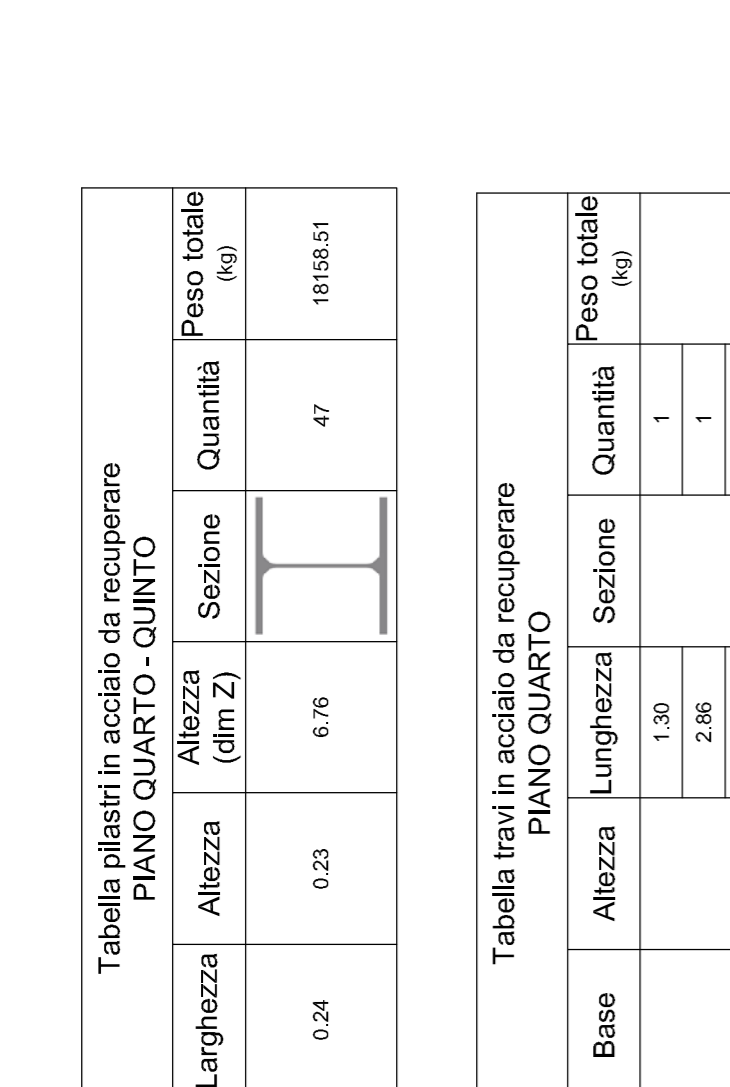 Tabella pilastri in acciaio da recuperare
PIANO QUARTO - QUINTO
Larghezza
Altezza
Altezza
(dim Z)
Sezione
Quantità
Peso totale
(kg)
0.24
0.23
6.76
47
18158.51
Tabella travi in acciaio da recuperare
PIANO QUARTO
Base
Altezza
Lunghezza
Sezione
Quantità
Peso totale
(kg)
1.30
1
2.86
1